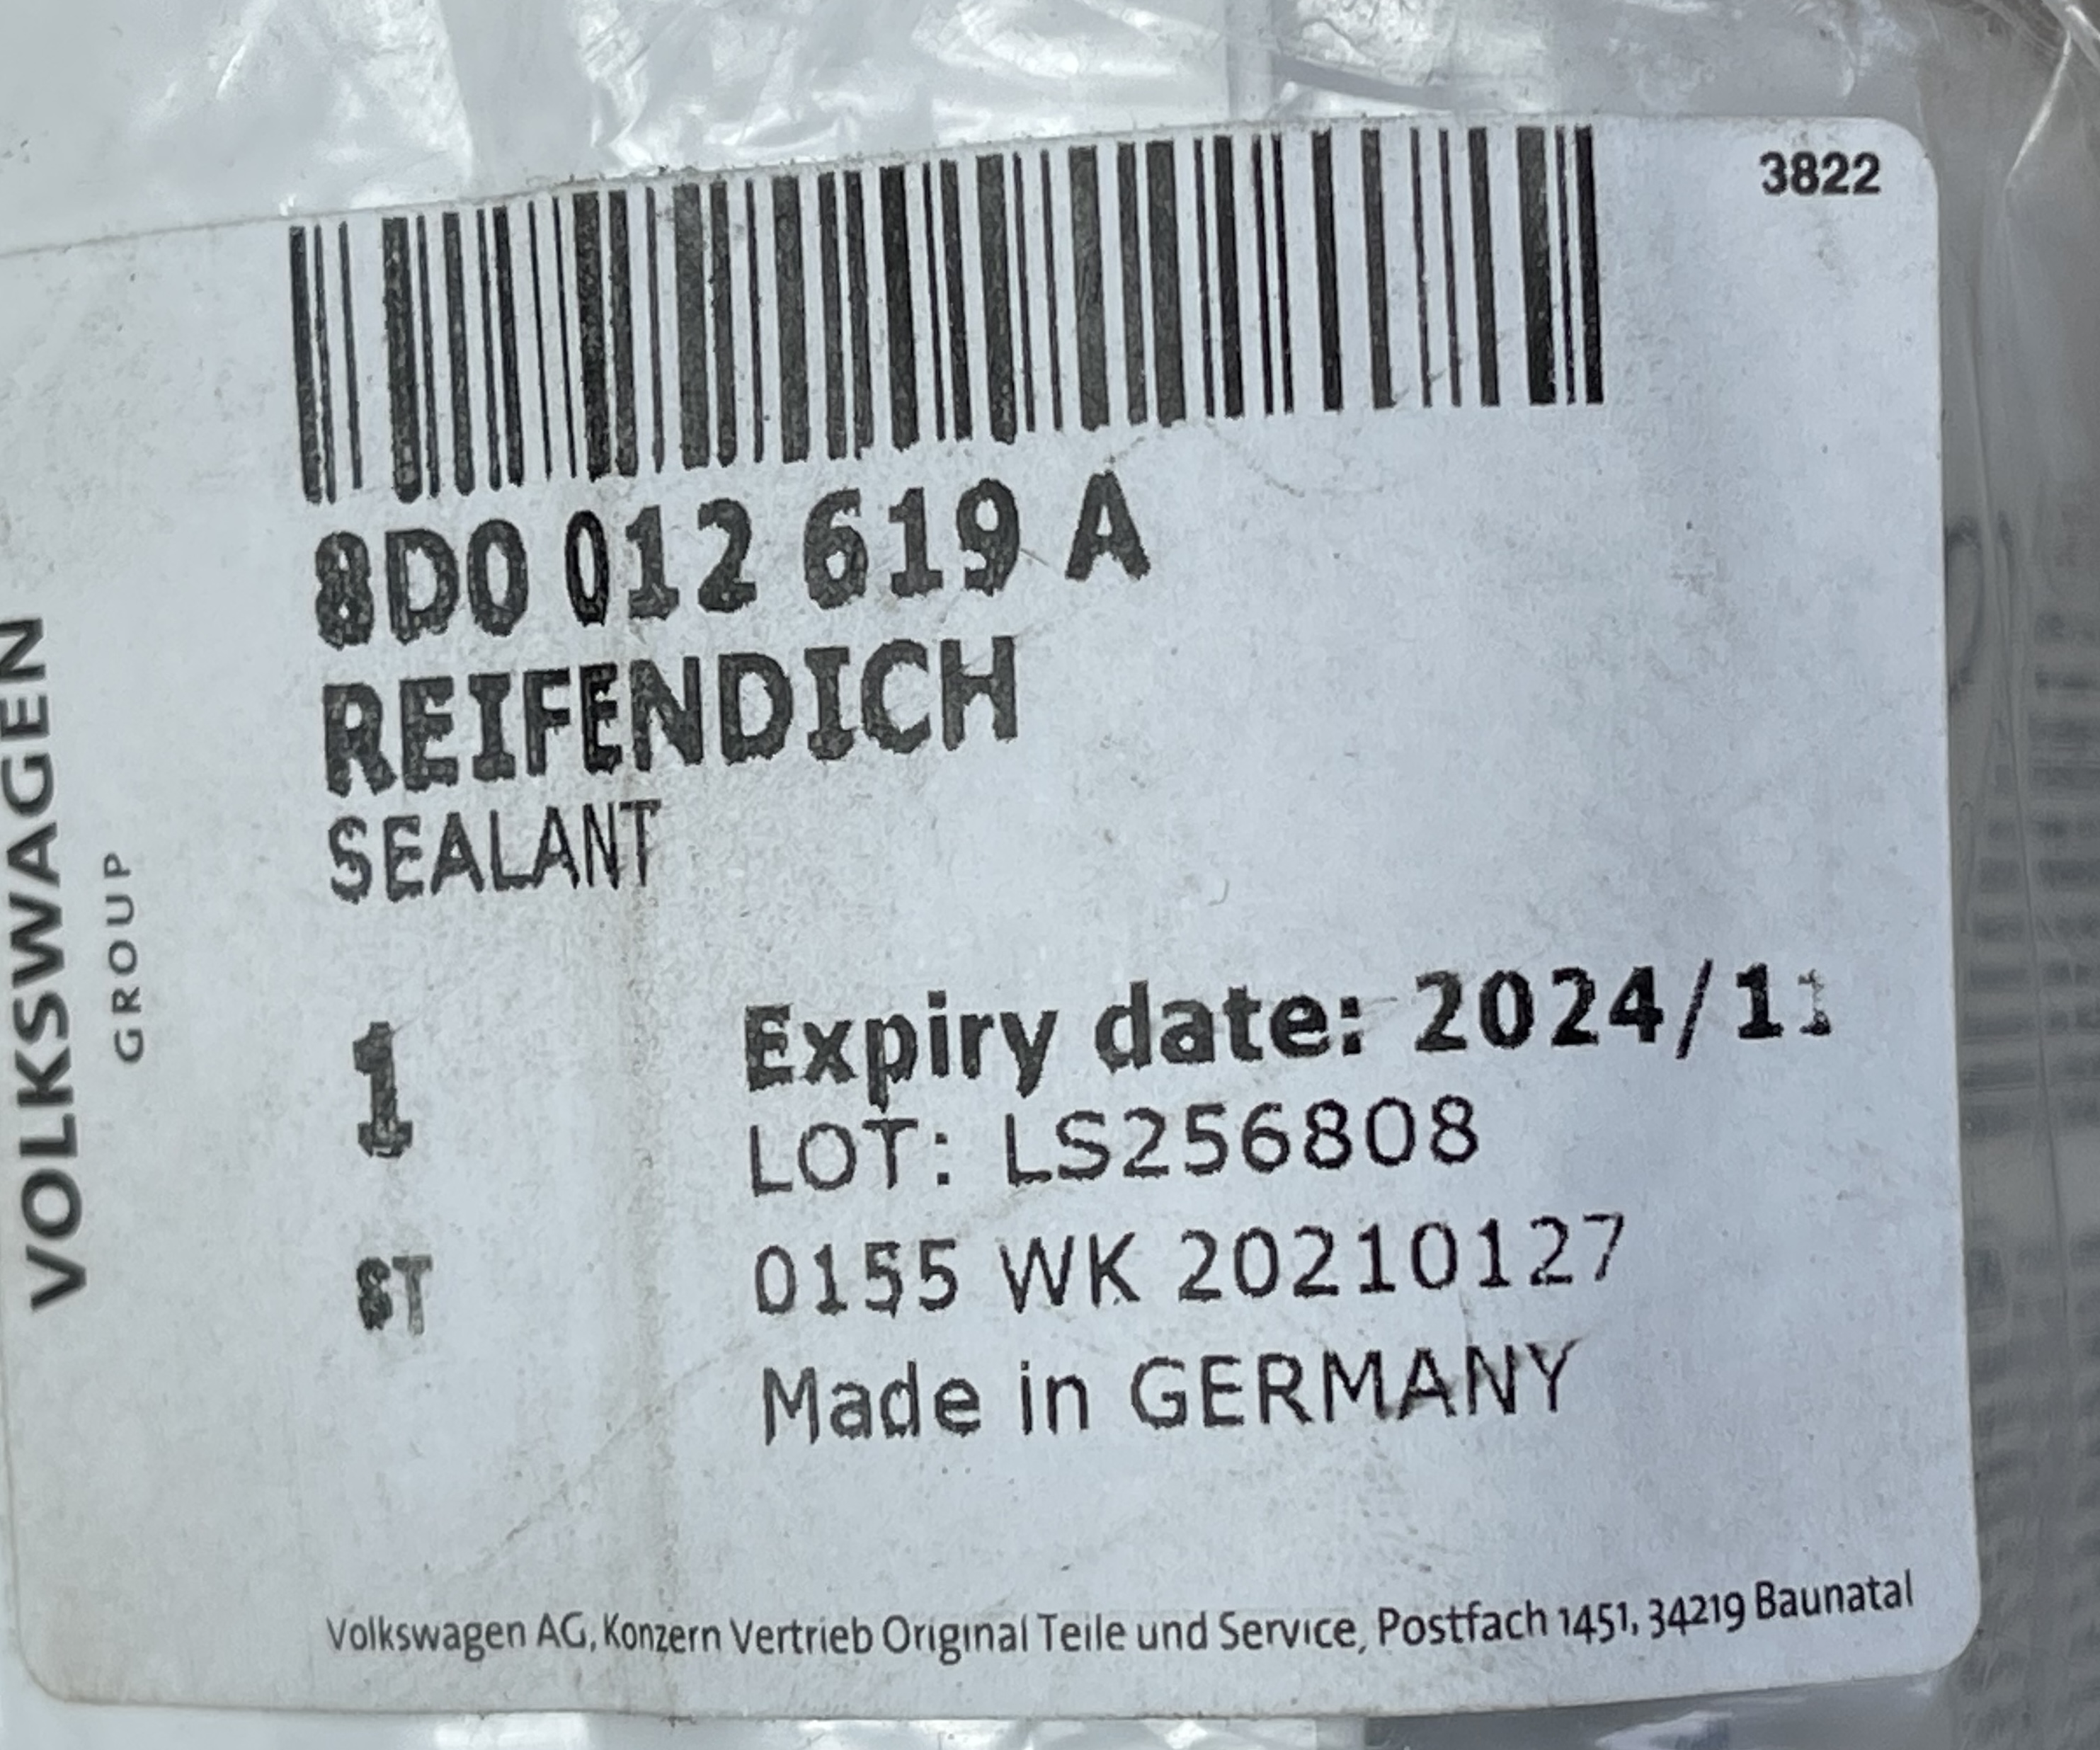 3822
8D0 012 619 A
REIFENDICH
SEALANT
VOLKSWAGEN
GROUP
1
Expiry date: 2024/11
LOT: LS256808
ST
0155 WK 20210127
Made in GERMANY
Volkswagen AG, Konzern Vertrieb Original Teile und Service, Postfach 1451, 34219 Baunatal